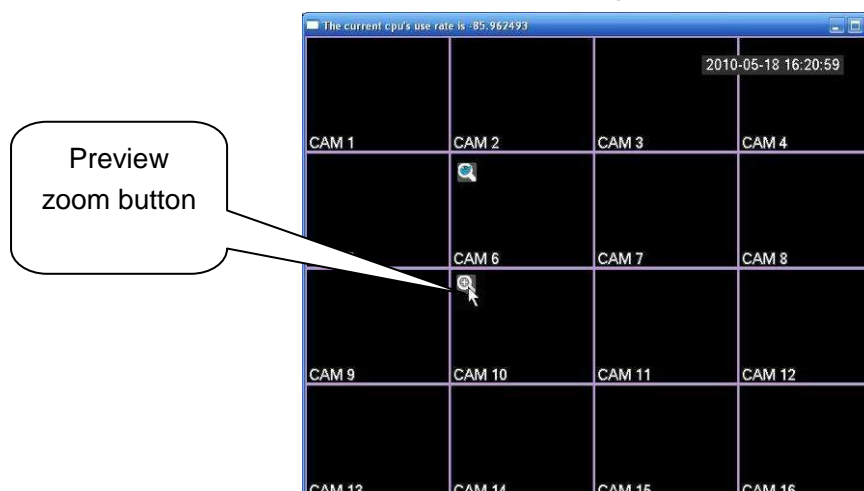 The current cpu's use rate is -85.962493
2010-05-18 16:20:59
Preview
zoom button
CAM 1
CAM 2
CAM 3
CAM 4
CAM 6
CAM 7
CAM 8
CAM 9
CAM 10
CAM 11
CAM 12
CAM 13
CAM 14
CAM 15
CAM 16